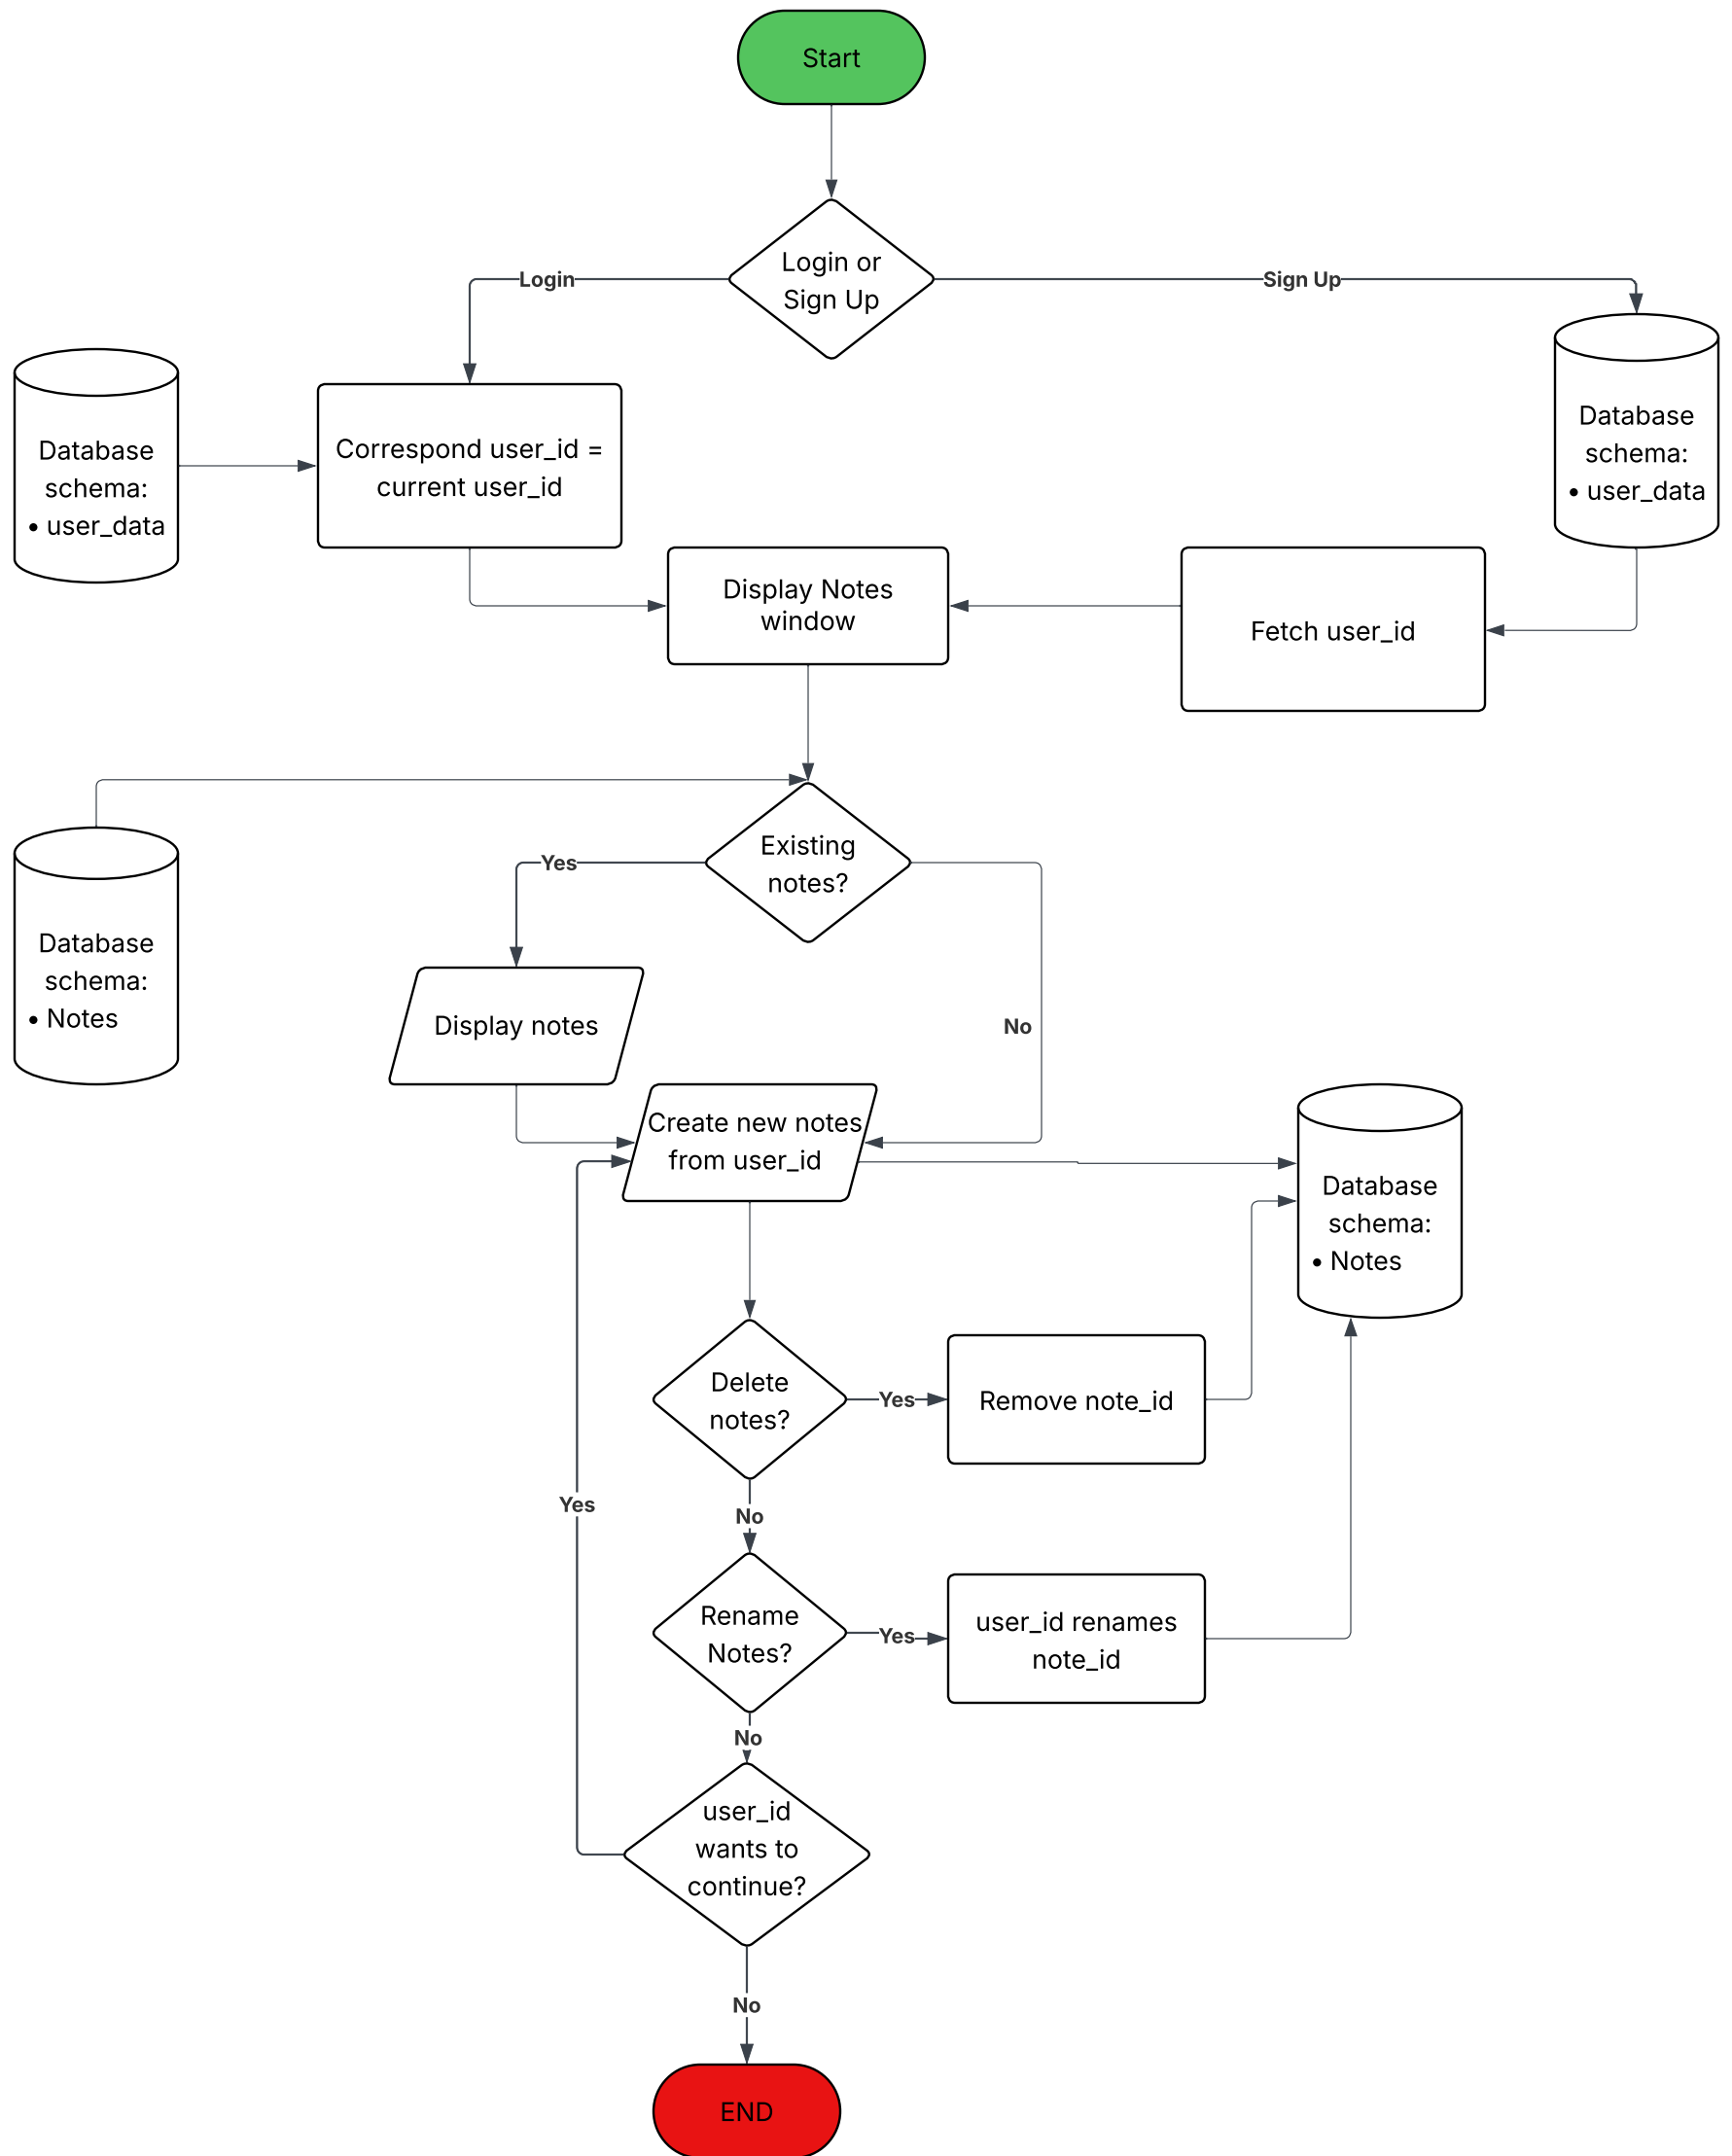 Start
Login or
Sign Up
Login
Sign Up
Database
schema:
• user_data
Correspond user_id =
current user_id
Database
schema:
• user_data
Display Notes
window
Fetch user_id
Existing
notes?
Yes
No
Database
schema:
• Notes
Display notes
Create new notes
from user_id
Database
schema:
• Notes
Delete
notes?
Yes
Remove note_id
No
Yes
Rename
Notes?
Yes
user_id renames
note_id
No
user_id
wants to
continue?
No
END